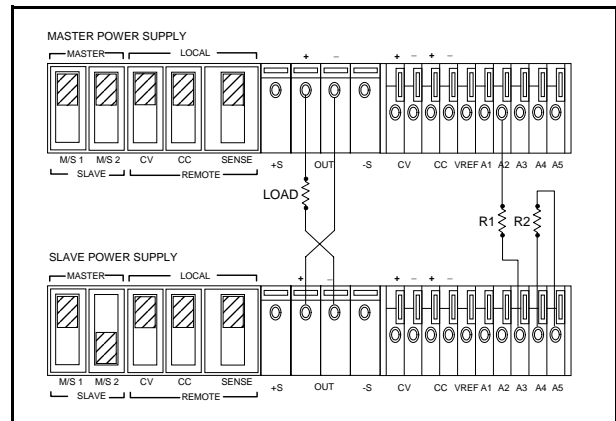 MASTER POWER SUPPLY
MASTER LOCAL
+ − + − + −
M/S 1 M/S 2 CV CC SENSE +S OUT -S CV CC VREF A1 A2 A3 A4 A5
SLAVE REMOTE
LOAD R1 R2
SLAVE POWER SUPPLY
MASTER LOCAL
+ − + − + −
M/S 1 M/S 2 CV CC SENSE +S OUT -S CV CC VREF A1 A2 A3 A4 A5
SLAVE REMOTE